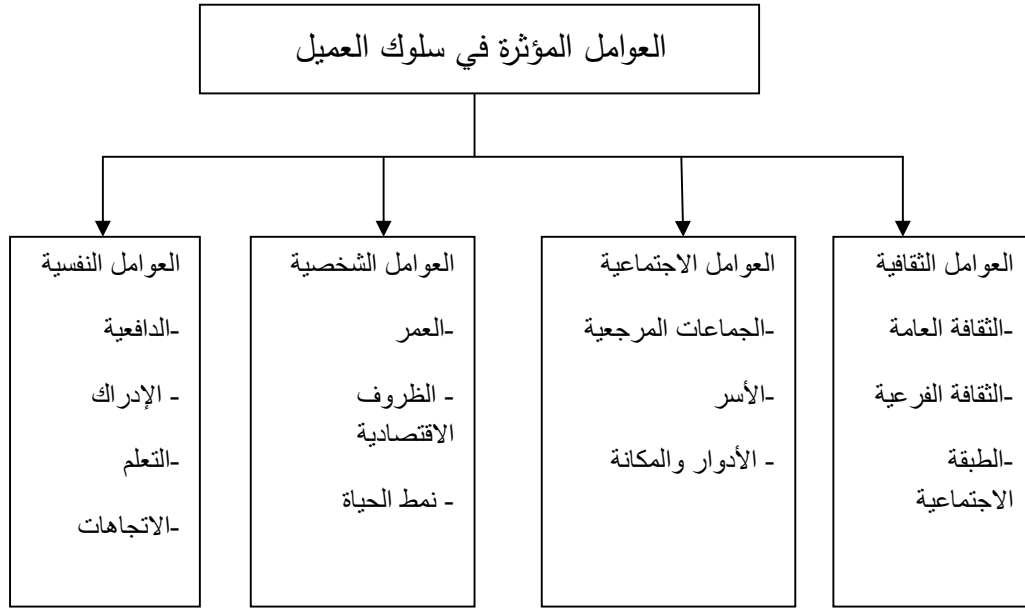 العوامل المؤثرة في سلوك العميل
العوامل الثقافية
-الثقافة العامة
-الثقافة الفرعية
-الطبقة
الاجتماعية
العوامل الاجتماعية
-الجماعات المرجعية
-الأسر
- الأدوار والمكانة
العوامل الشخصية
-العمر
- الظروف
الاقتصادية
- نمط الحياة
العوامل النفسية
-الدافعية
- الإدراك
-التعلم
-الاتجاهات